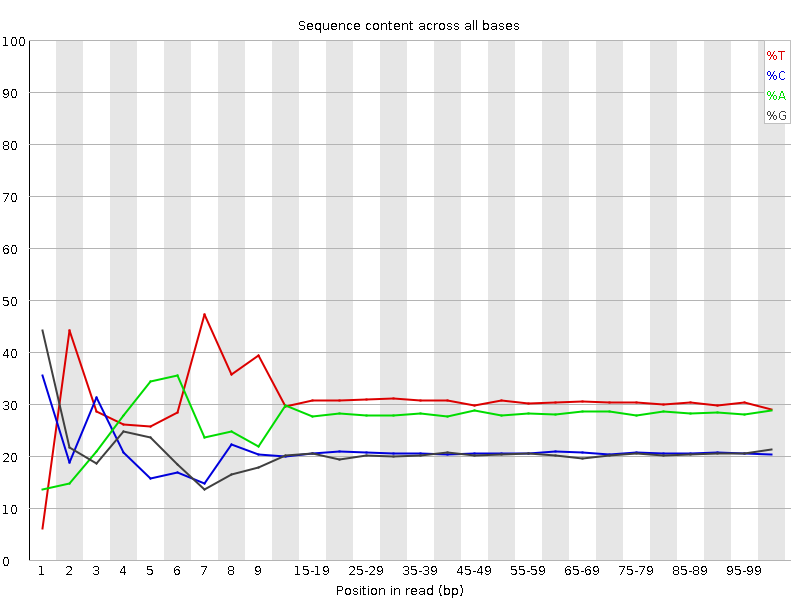 Sequence content across all bases
100
90
80
70
60
50
40
30
20
10
0
%T
%C
%A
%G
1 2 3 4 5 6 7 8 9 15-19 25-29 35-39 45-49 55-59 65-69 75-79 85-89 95-99
Position in read (bp)